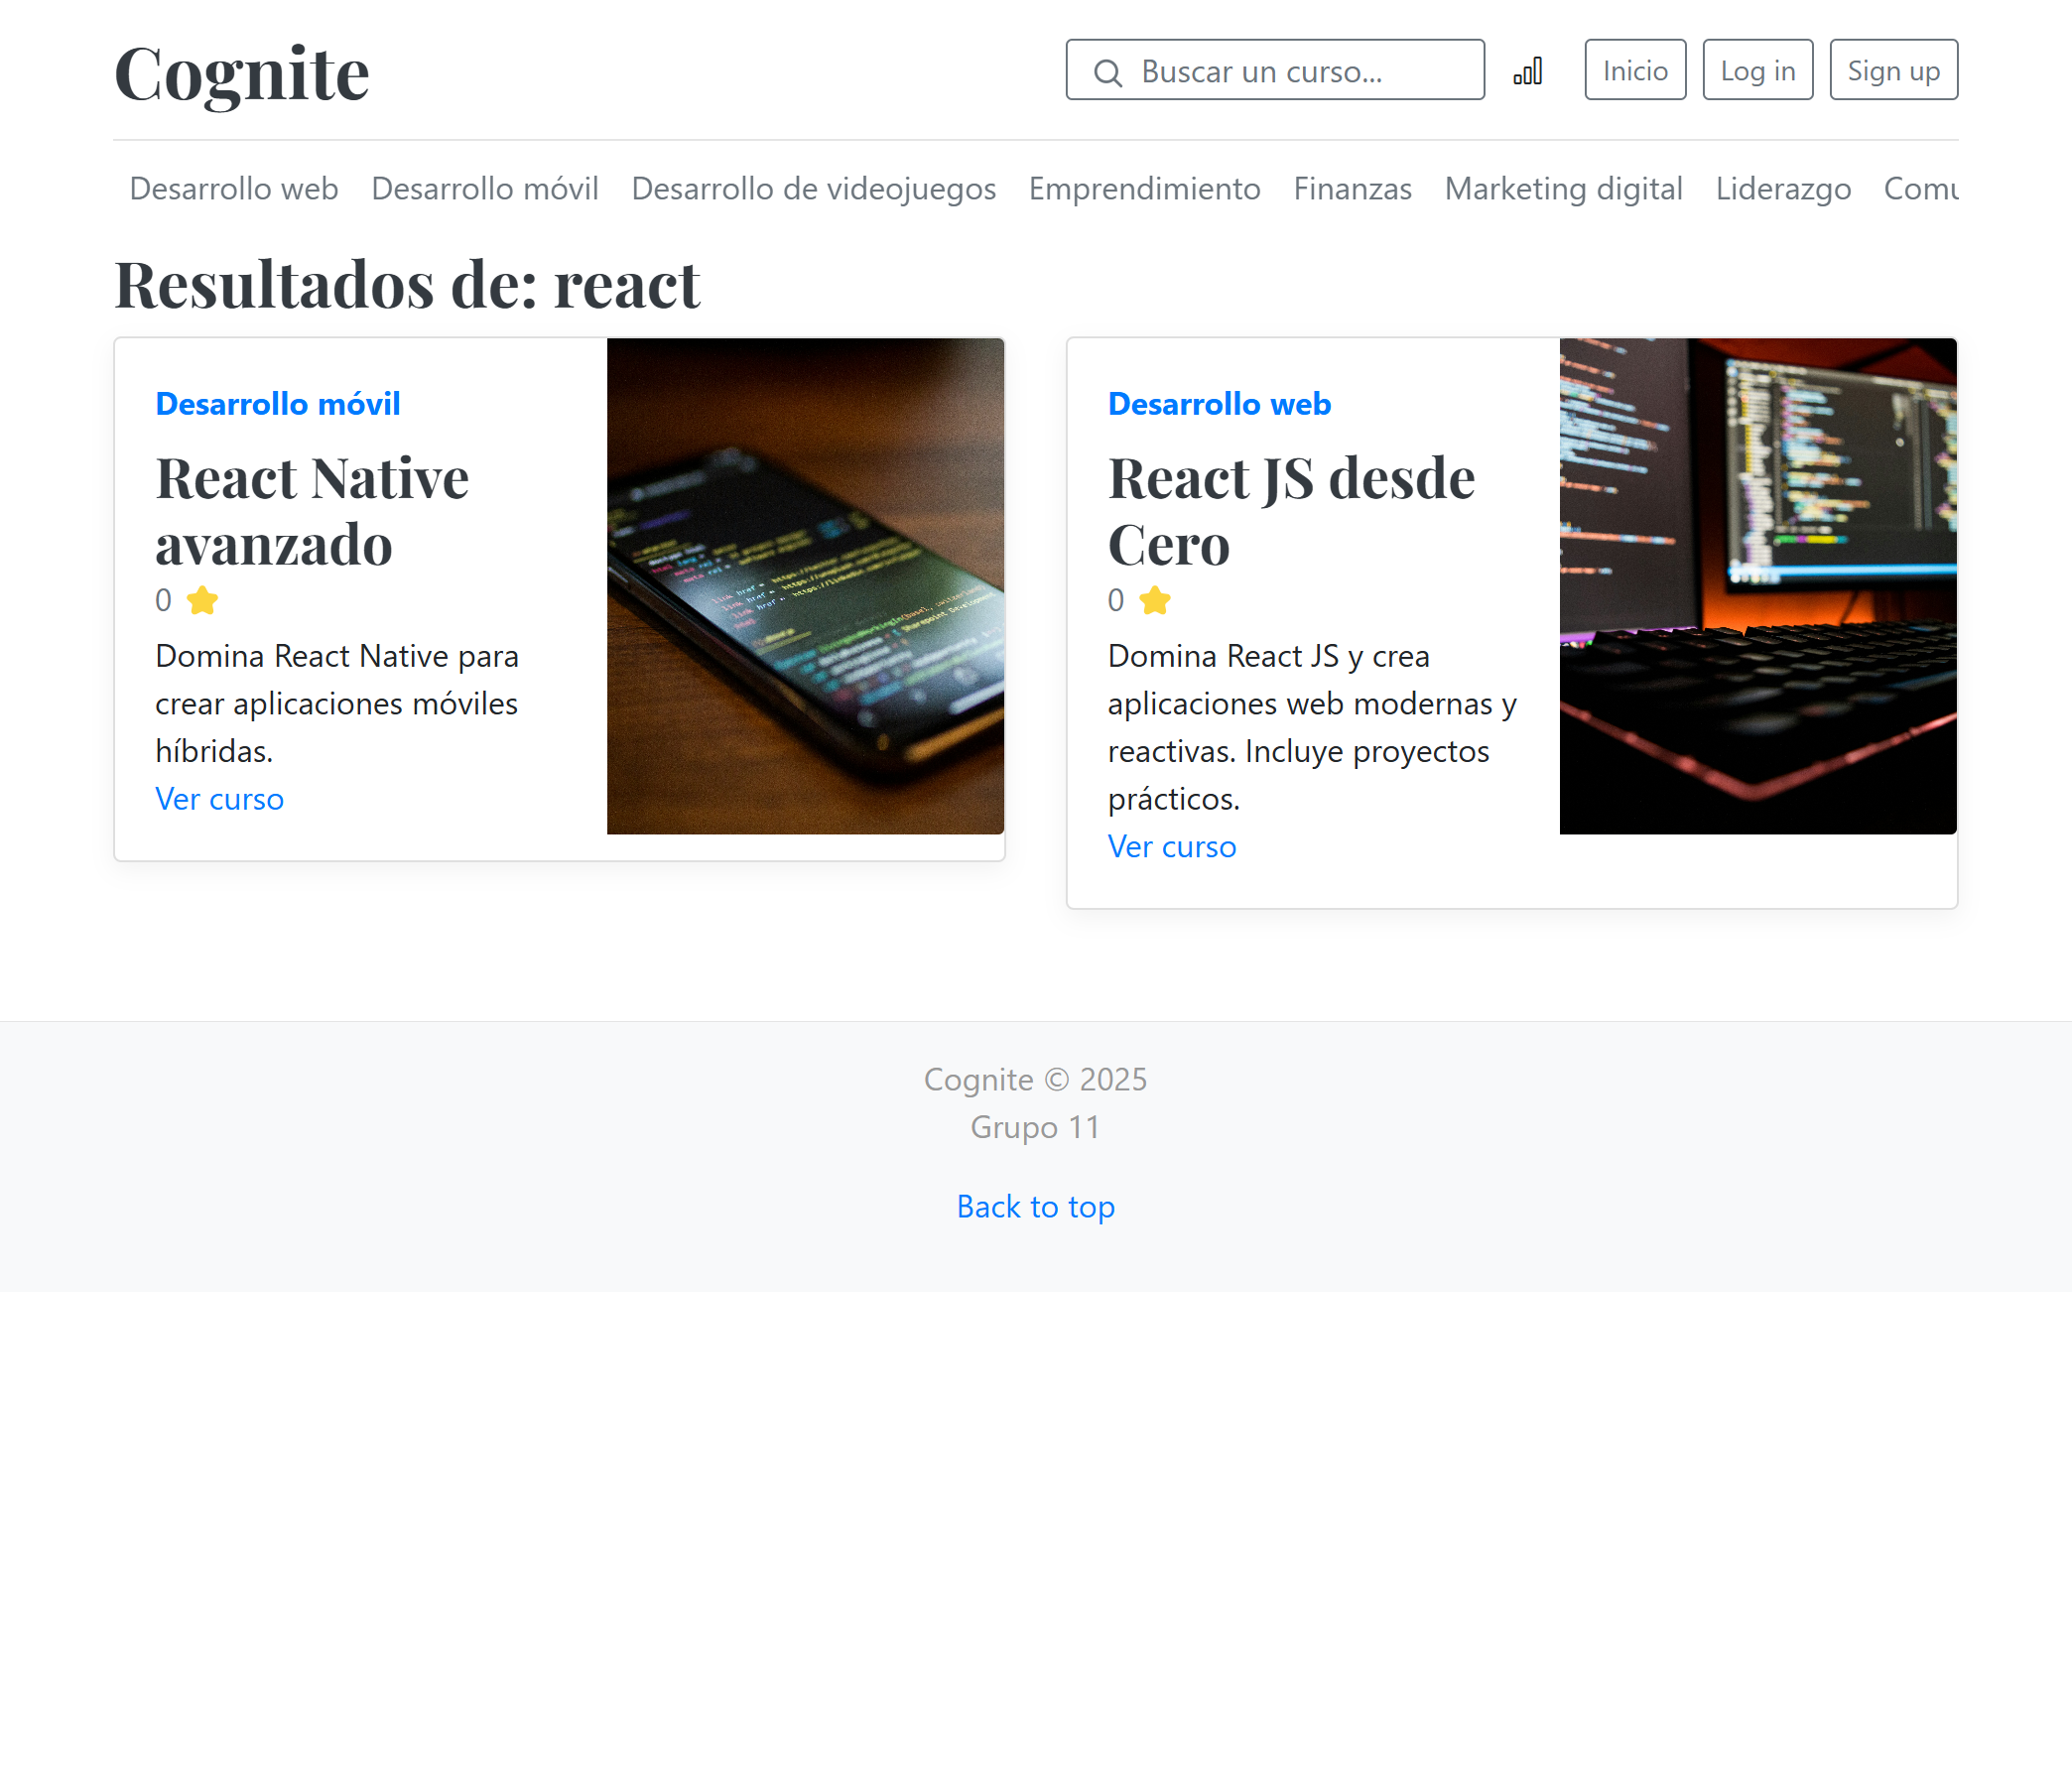 Cognite
Buscar un curso...
Inicio
Log in
Sign up
Desarrollo web
Desarrollo móvil
Desarrollo de videojuegos
Emprendimiento
Finanzas
Marketing digital
Liderazgo
Comu
Resultados de: react
Desarrollo móvil
React Native
avanzado
0
Domina React Native para
crear aplicaciones móviles
híbridas.
Ver curso
Desarrollo web
React JS desde
Cero
0
Domina React JS y crea
aplicaciones web modernas y
reactivas. Incluye proyectos
prácticos.
Ver curso
Cognite © 2025
Grupo 11
Back to top